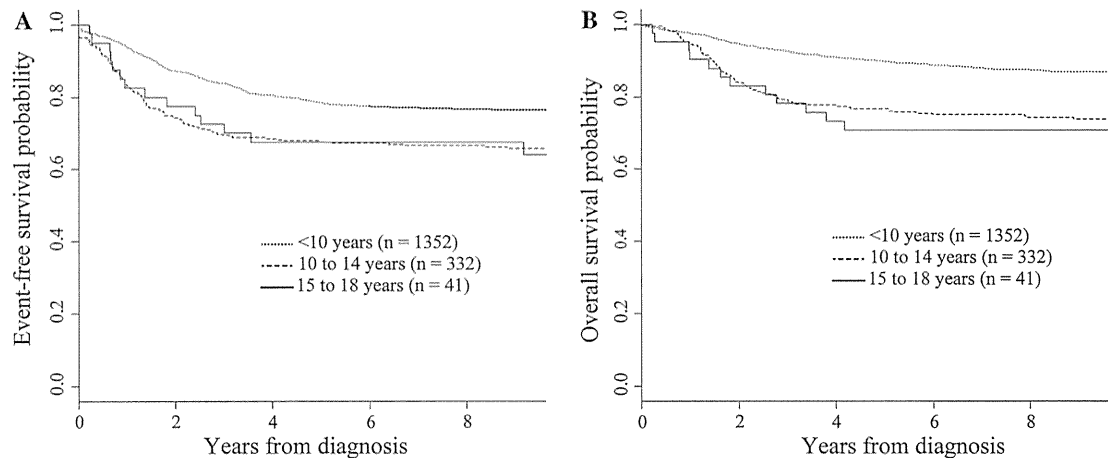 A
Event-free survival probability
1.0
0.8
0.6
0.4
0.2
0.0
<10 years (n = 1352)
10 to 14 years (n = 332)
15 to 18 years (n = 41)
0 2 4 6 8
Years from diagnosis
B
Overall survival probability
1.0
0.8
0.6
0.4
0.2
0.0
<10 years (n = 1352)
10 to 14 years (n = 332)
15 to 18 years (n = 41)
0 2 4 6 8
Years from diagnosis